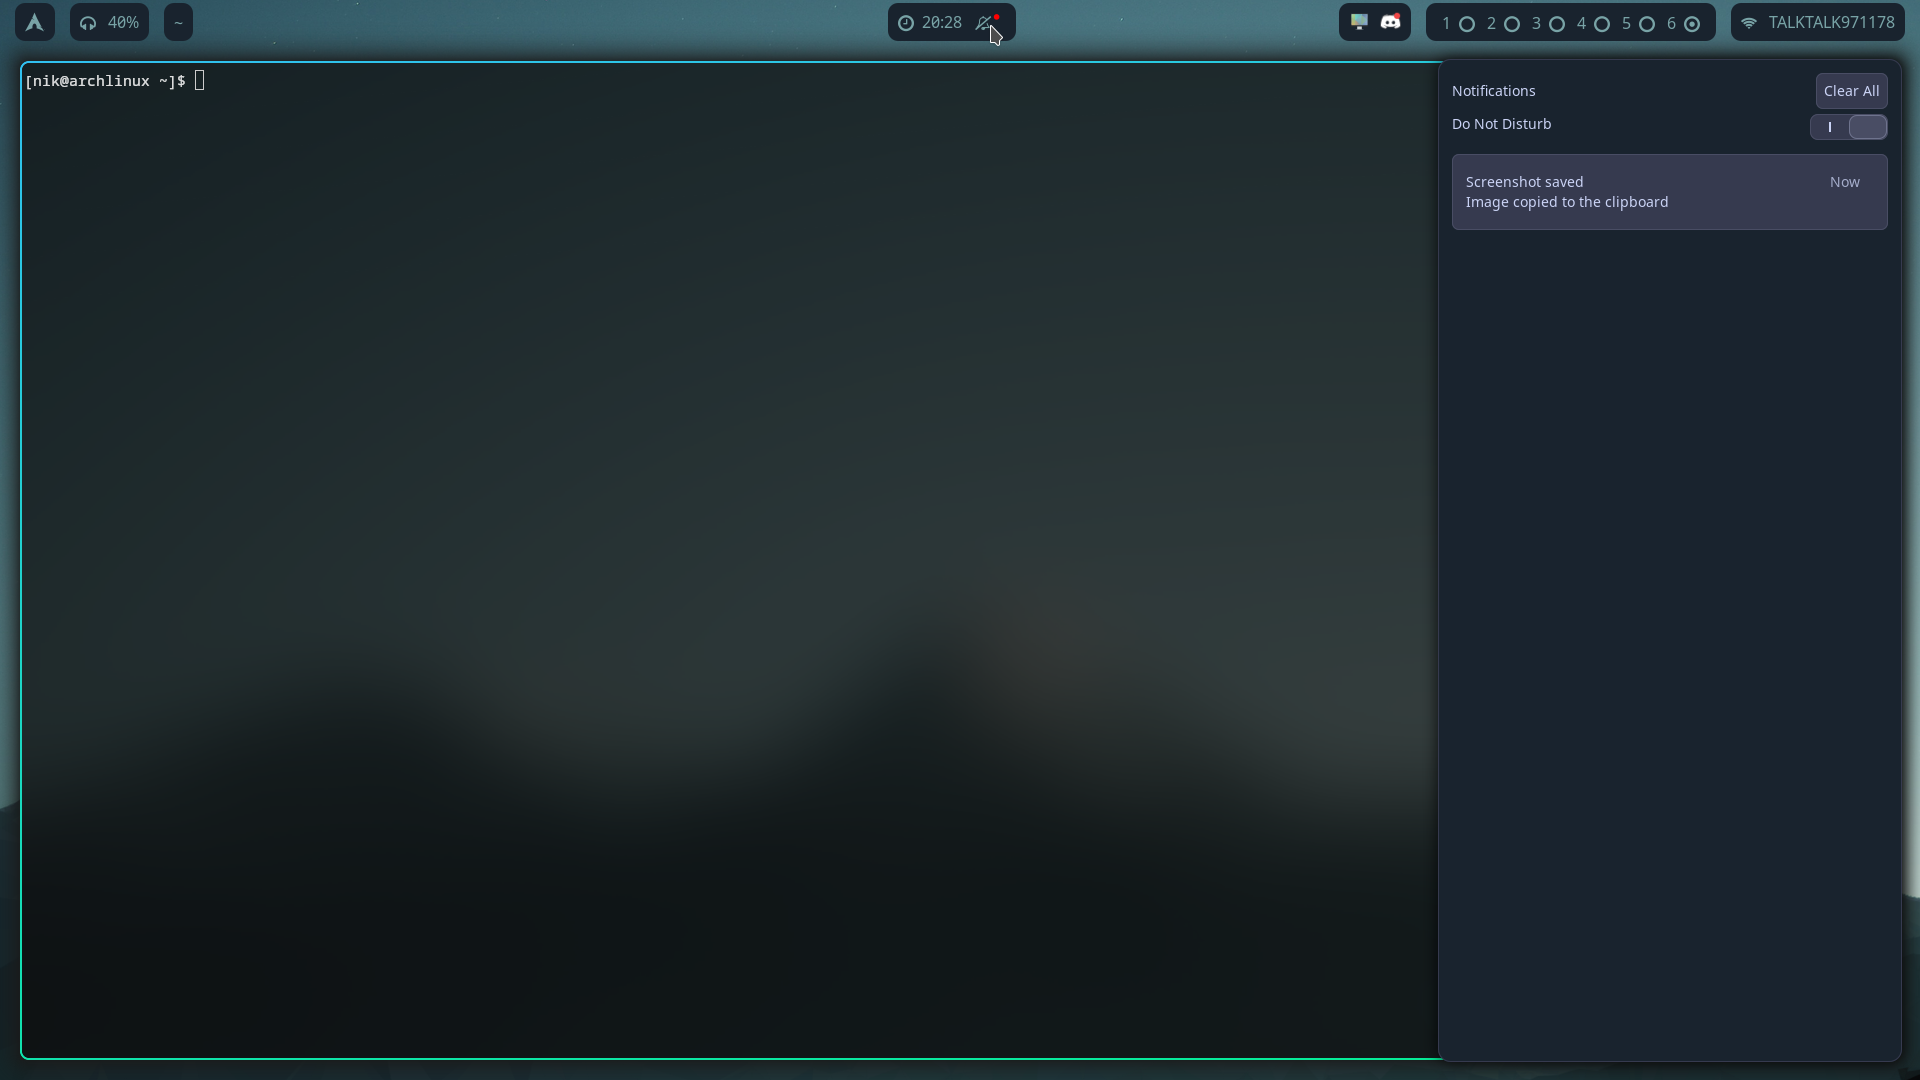 40% ~ 20:28 1 2 3 4 5 6 TALKTALK971178
[nik@archlinux ~]$
Notifications Clear All
Do Not Disturb
Screenshot saved Now
Image copied to the clipboard